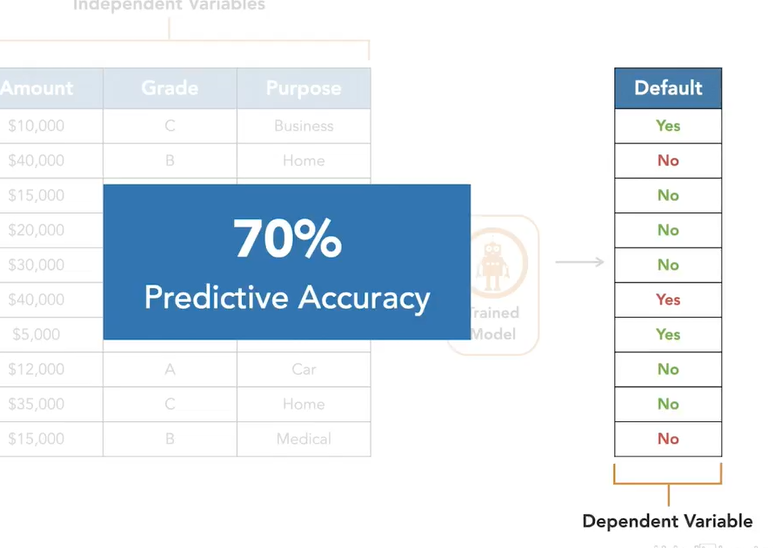 Independent Variables
Amount Grade Purpose Default
$10,000 C Business Yes
$40,000 B Home No
$15,000 No
$20,000 No
$30,000 No
$40,000 Yes
$5,000 Yes
$12,000 A Car No
$35,000 C Home No
$15,000 B Medical No
70%
Predictive Accuracy
Trained
Model
Dependent Variable